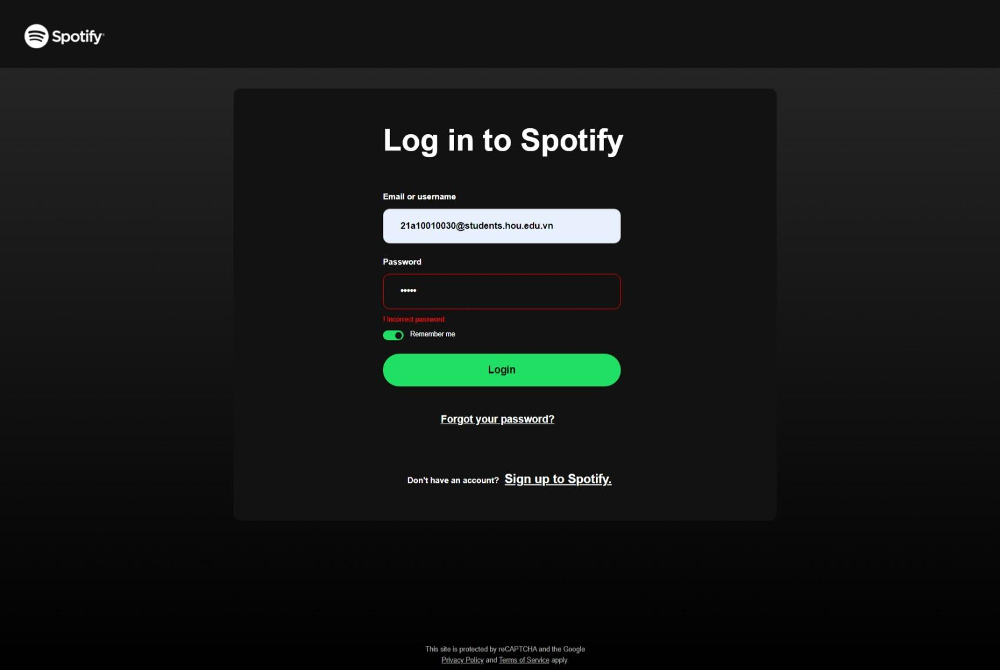 Spotify
Log in to Spotify
Email or username
21a10010030@students.hou.edu.vn
Password
•••••
! Incorrect password.
Remember me
Login
Forgot your password?
Don't have an account? Sign up to Spotify.
This site is protected by reCAPTCHA and the Google
Privacy Policy and Terms of Service apply.